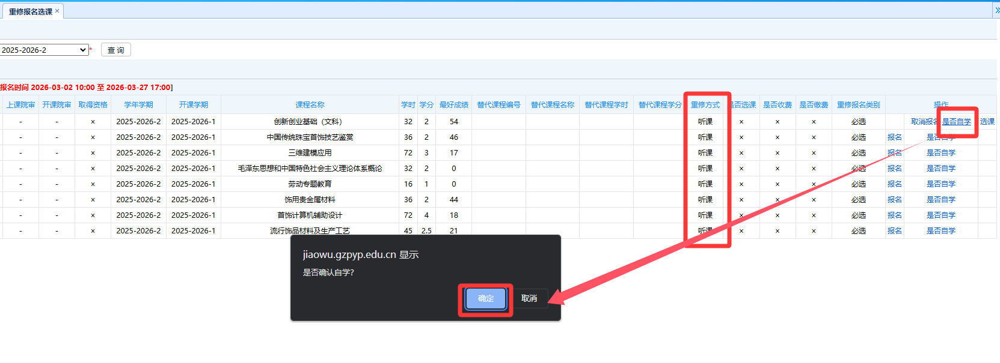 重修报名选课 ×
2025-2026-2 * 查 询
报名时间 2026-03-02 10:00 至 2026-03-27 17:00]
上课院审 开课院审 取得资格 学年学期 开课学期 课程名称 学时 学分 最好成绩 替代课程编号 替代课程名称 替代课程学时 替代课程学分 重修方式 是否选课 是否收费 是否缴费 重修报名类别 操作
- - × 2025-2026-2 2025-2026-1 创新创业基础（文科） 32 2 54 听课 × × × 必选 取消报名 是否自学 选课
- - × 2025-2026-2 2025-2026-1 中国传统珠宝首饰技艺鉴赏 36 2 46 听课 × × × 必选 报名 是否自学
- - × 2025-2026-2 2025-2026-1 三维建模应用 72 3 17 听课 × × × 必选 报名 是否自学
- - × 2025-2026-2 2025-2026-1 毛泽东思想和中国特色社会主义理论体系概论 32 2 0 听课 × × × 必选 报名 是否自学
- - × 2025-2026-2 2025-2026-1 劳动专题教育 16 1 0 听课 × × × 必选 报名 是否自学
- - × 2025-2026-2 2025-2026-1 饰用贵金属材料 36 2 44 听课 × × × 必选 报名 是否自学
- - × 2025-2026-2 2025-2026-1 首饰计算机辅助设计 72 4 18 听课 × × × 必选 报名 是否自学
- - × 2025-2026-2 2025-2026-1 流行饰品材料及生产工艺 45 2.5 21 听课 × × × 必选 报名 是否自学
jiaowu.gzpyp.edu.cn 显示
是否确认自学?
确定 取消